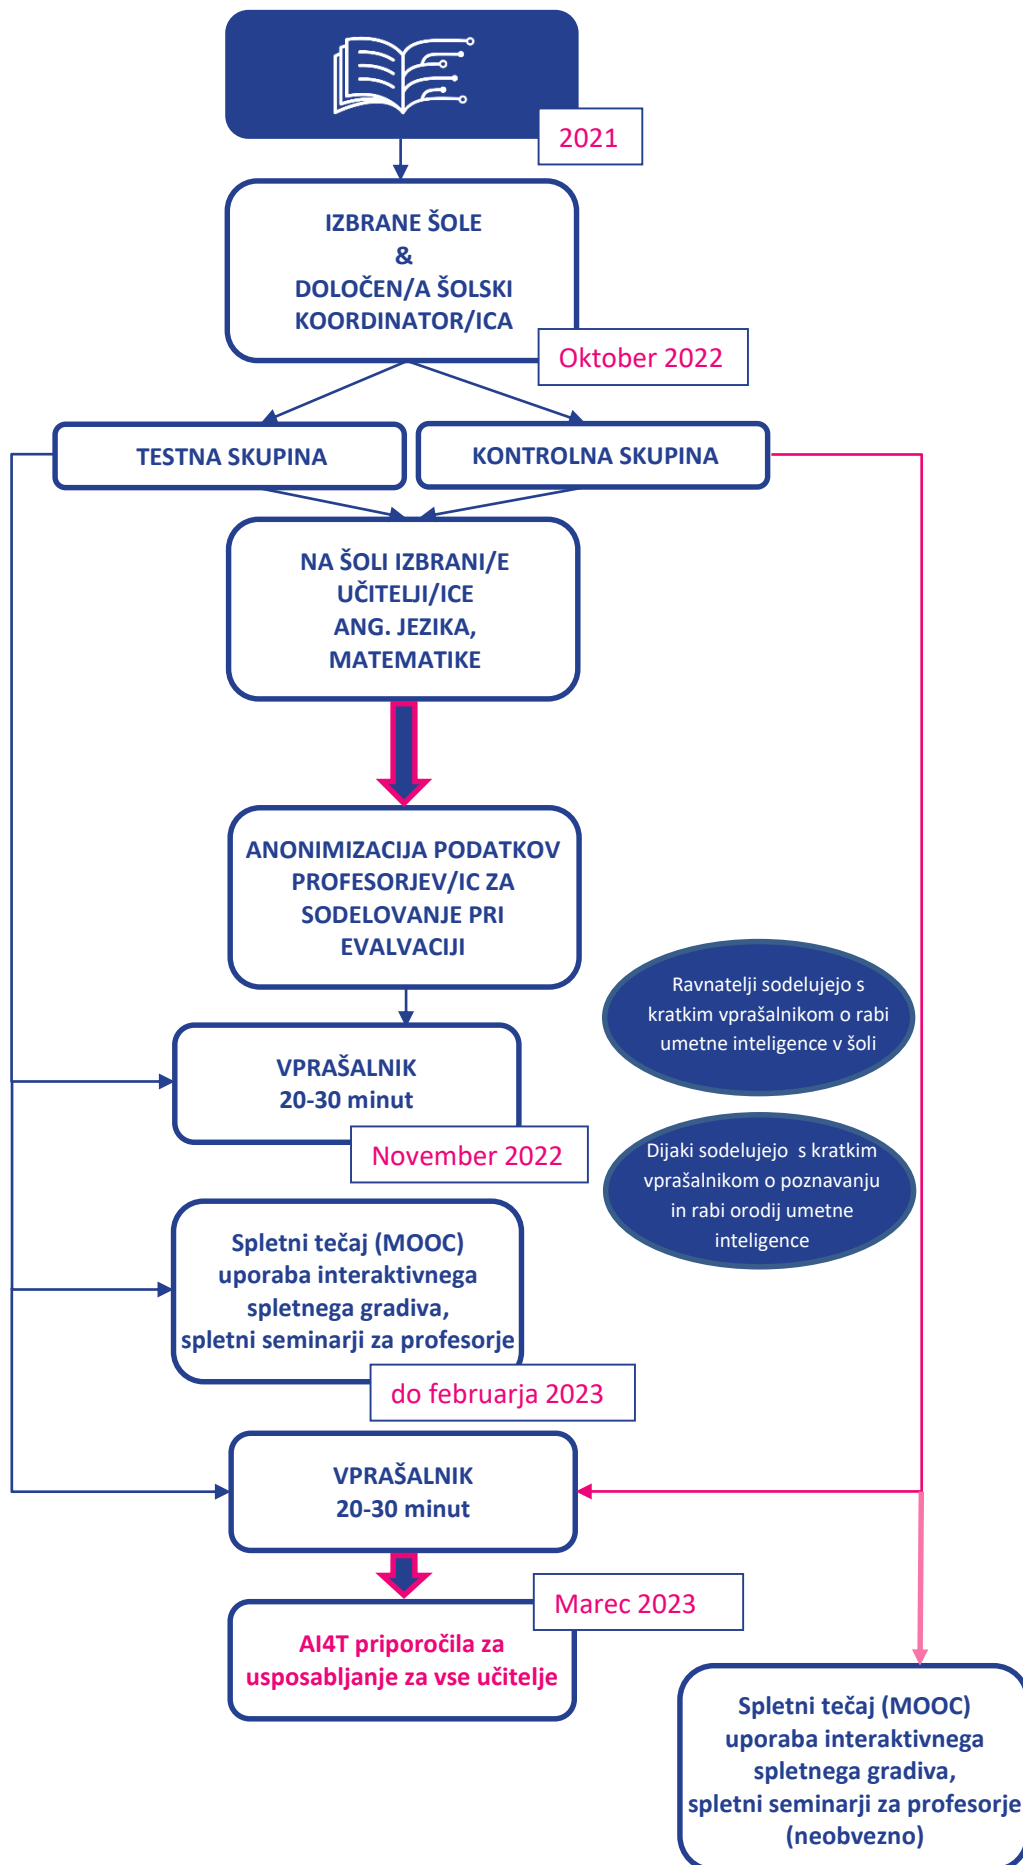 2021
IZBRANE ŠOLE
&
DOLOČEN/A ŠOLSKI
KOORDINATOR/ICA
Oktober 2022
TESTNA SKUPINA
KONTROLNA SKUPINA
NA ŠOLI IZBRANI/E
UČITELJI/ICE
ANG. JEZIKA,
MATEMATIKE
ANONIMIZACIJA PODATKOV
PROFESORJEV/IC ZA
SODELOVANJE PRI
EVALVACIJI
Ravnatelji sodelujejo s
kratkim vprašalnikom o rabi
umetne inteligence v šoli
VPRAŠALNIK
20-30 minut
November 2022
Dijaki sodelujejo s kratkim
vprašalnikom o poznavanju
in rabi orodij umetne
inteligence
Spletni tečaj (MOOC)
uporaba interaktivnega
spletnega gradiva,
spletni seminarji za profesorje
do februarja 2023
VPRAŠALNIK
20-30 minut
Marec 2023
AI4T priporočila za
usposabljanje za vse učitelje
Spletni tečaj (MOOC)
uporaba interaktivnega
spletnega gradiva,
spletni seminarji za profesorje
(neobvezno)